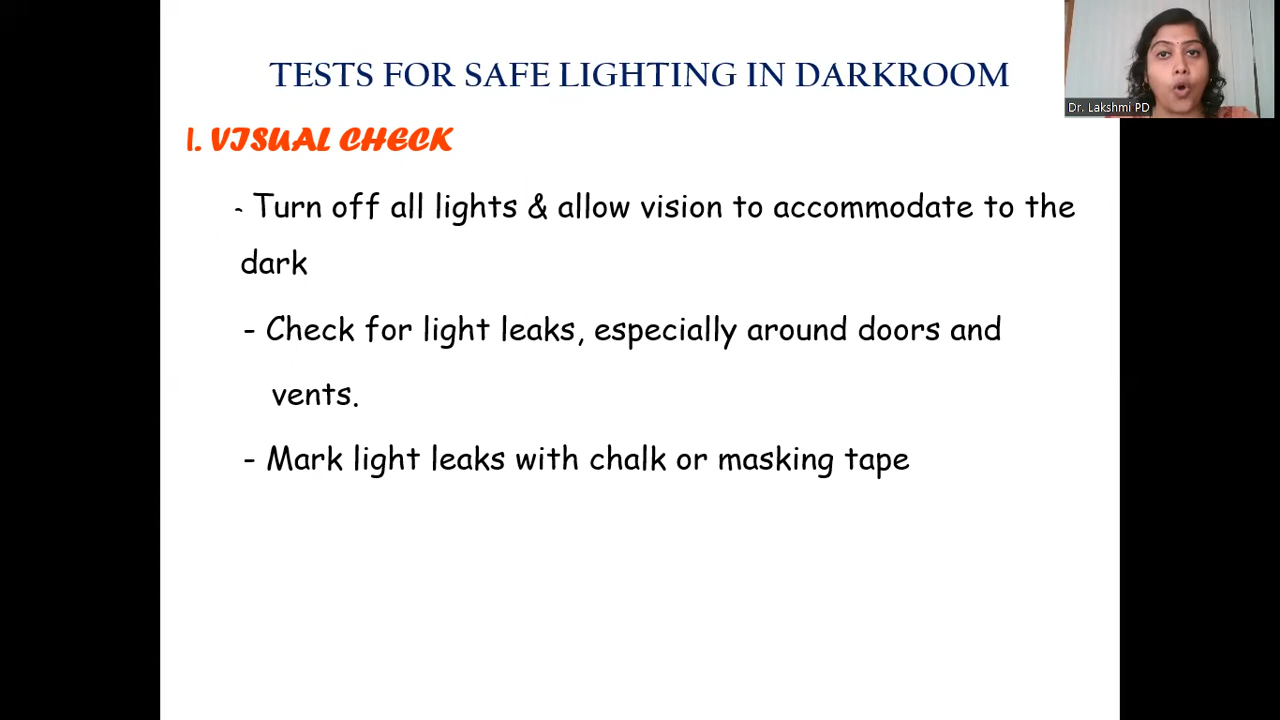 TESTS FOR SAFE LIGHTING IN DARKROOM
Dr. Lakshmi PD
1. VISUAL CHECK
- Turn off all lights & allow vision to accommodate to the
dark
- Check for light leaks, especially around doors and
vents.
- Mark light leaks with chalk or masking tape